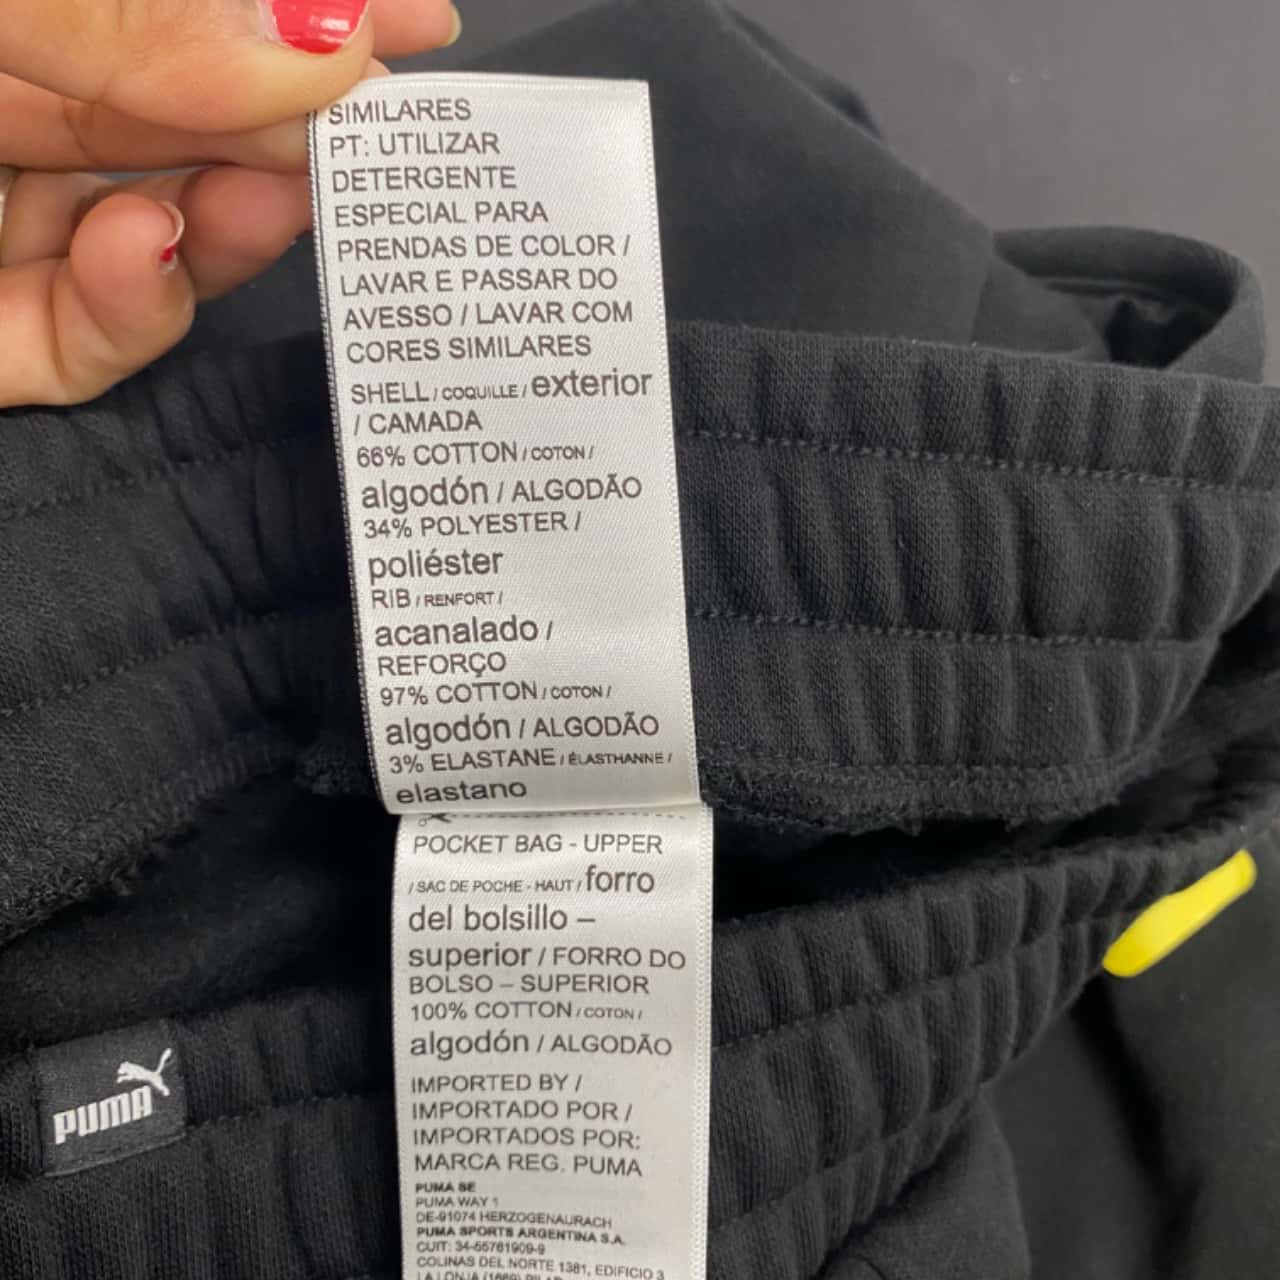 SIMILARES
PT: UTILIZAR
DETERGENTE
ESPECIAL PARA
PRENDAS DE COLOR /
LAVAR E PASSAR DO
AVESSO / LAVAR COM
CORES SIMILARES
SHELL / COQUILLE / exterior
/ CAMADA
66% COTTON / COTON /
algodón / ALGODÃO
34% POLYESTER /
poliéster
RIB / RENFORT /
acanalado /
REFORÇO
97% COTTON / COTON /
algodón / ALGODÃO
3% ELASTANE / ÉLASTHANNE /
elastano
POCKET BAG - UPPER
/ SAC DE POCHE - HAUT / forro
del bolsillo –
superior / FORRO DO
BOLSO – SUPERIOR
100% COTTON / COTON /
algodón / ALGODÃO
IMPORTED BY /
IMPORTADO POR /
IMPORTADOS POR:
MARCA REG. PUMA
PUMA SE
PUMA WAY 1
DE-91074 HERZOGENAURACH
PUMA SPORTS ARGENTINA S.A.
CUIT: 34-55761909-9
COLINAS DEL NORTE 1381, EDIFICIO 3
LA LONJA (1669) PILAR
PUMA